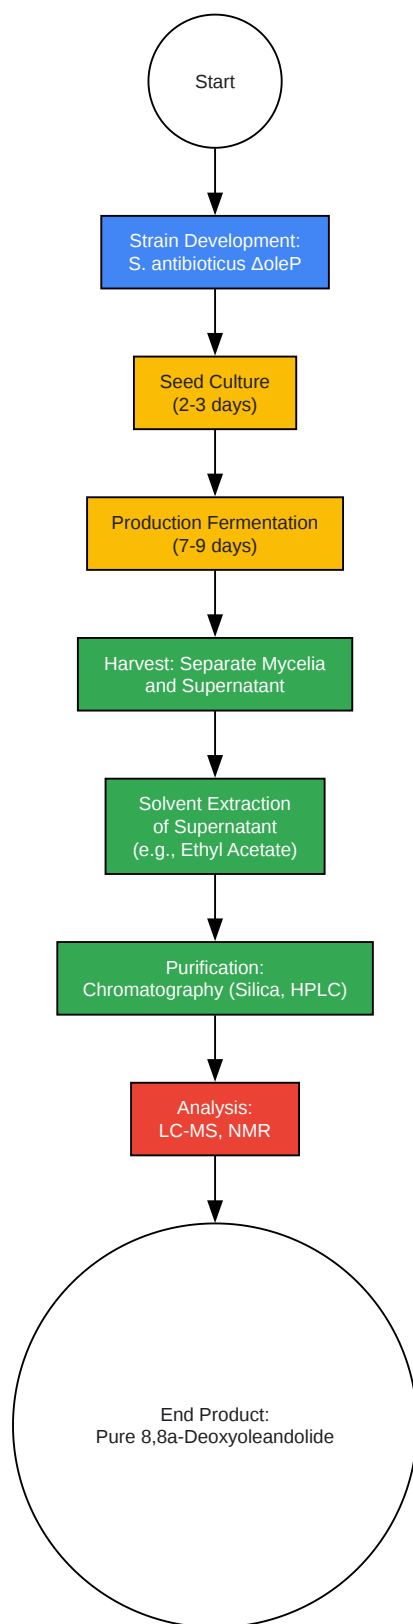 Start
Strain Development:
S. antibioticus ΔoleP
Seed Culture
(2-3 days)
Production Fermentation
(7-9 days)
Harvest: Separate Mycelia
and Supernatant
Solvent Extraction
of Supernatant
(e.g., Ethyl Acetate)
Purification:
Chromatography (Silica, HPLC)
Analysis:
LC-MS, NMR
End Product:
Pure 8,8a-Deoxyoleandolide